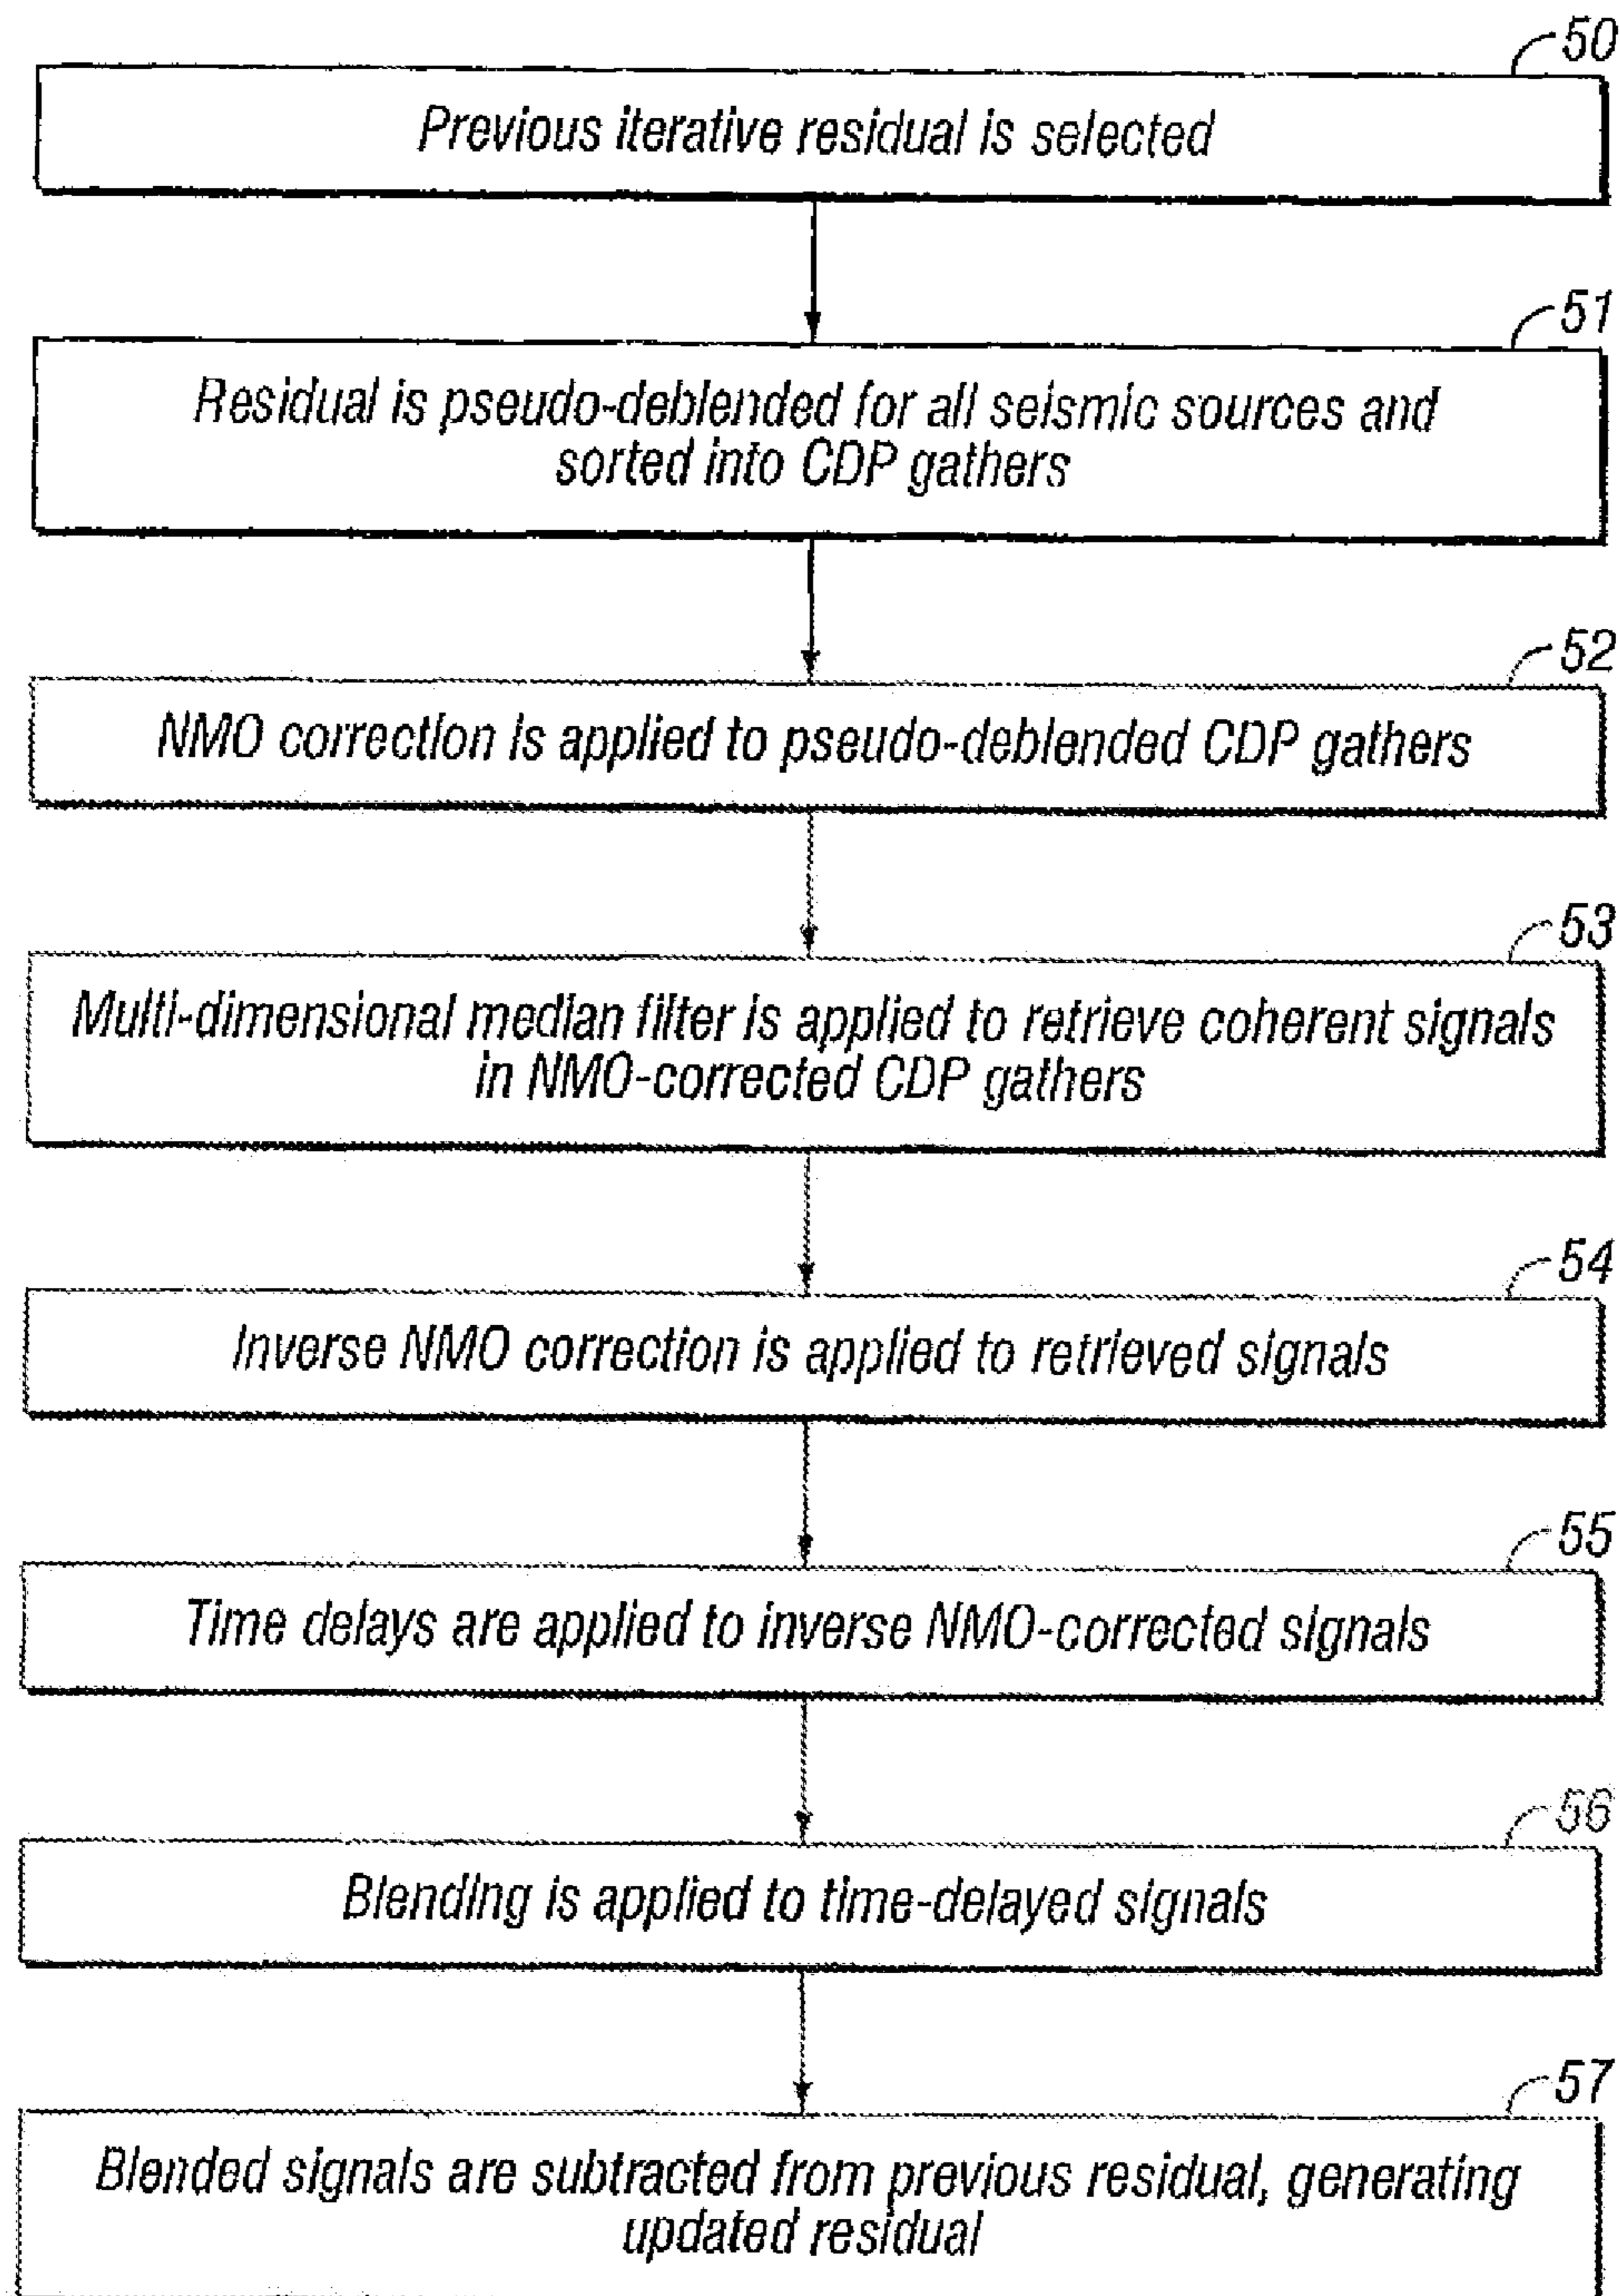 50
Previous iterative residual is selected
51
Residual is pseudo-deblended for all seismic sources and
sorted into CDP gathers
52
NMO correction is applied to pseudo-deblended CDP gathers
53
Multi-dimensional median filter is applied to retrieve coherent signals
in NMO-corrected CDP gathers
54
Inverse NMO correction is applied to retrieved signals
55
Time delays are applied to inverse NMO-corrected signals
56
Blending is applied to time-delayed signals
57
Blended signals are subtracted from previous residual, generating
updated residual